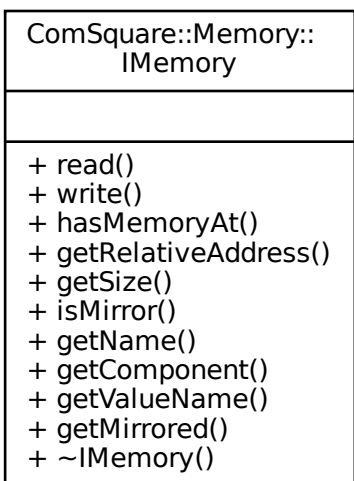 ComSquare::Memory::
IMemory
+ read()
+ write()
+ hasMemoryAt()
+ getRelativeAddress()
+ getSize()
+ isMirror()
+ getName()
+ getComponent()
+ getValueName()
+ getMirrored()
+ ~IMemory()